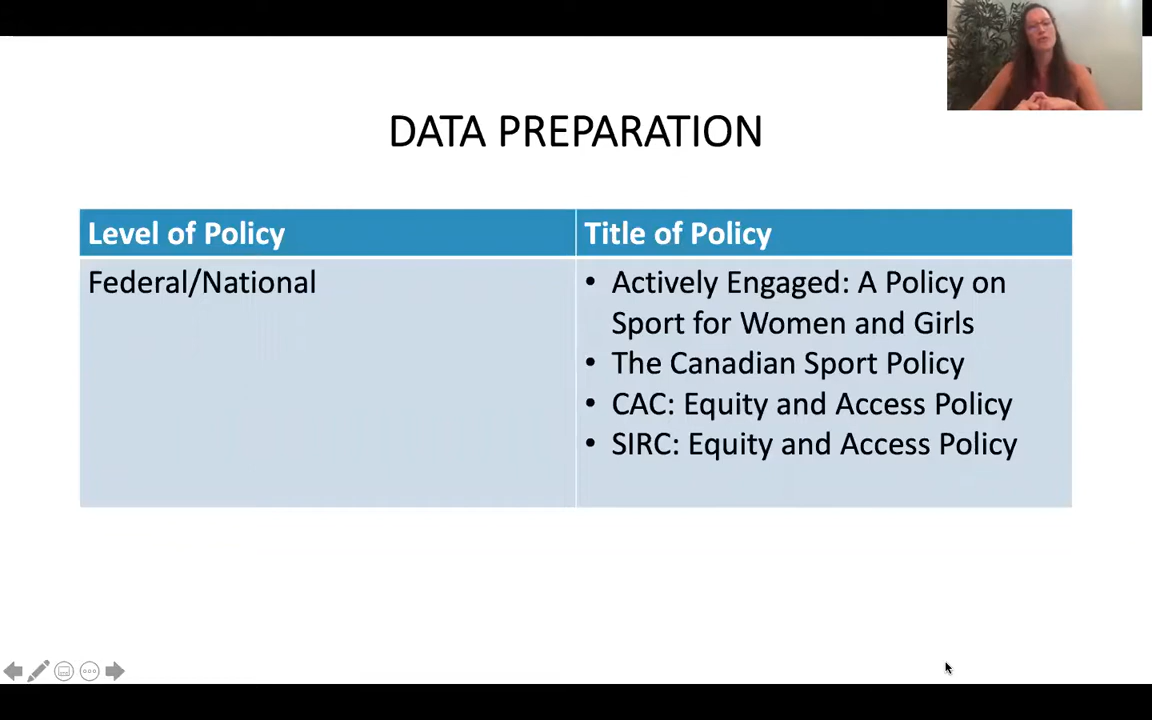 DATA PREPARATION
Level of Policy
Title of Policy
Federal/National
• Actively Engaged: A Policy on
Sport for Women and Girls
• The Canadian Sport Policy
• CAC: Equity and Access Policy
• SIRC: Equity and Access Policy